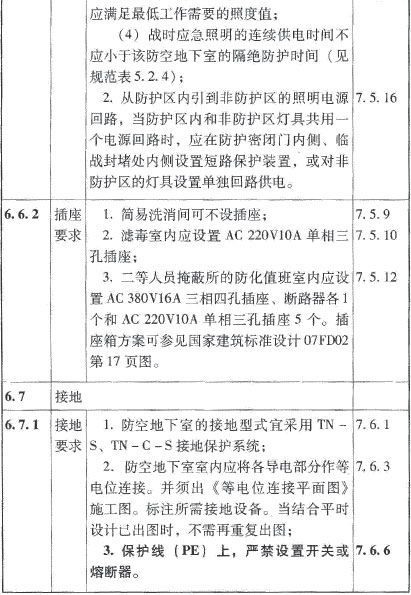 应满足最低工作需要的照度值；
（4）战时应急照明的连续供电时间不
应小于该防空地下室的隔绝防护时间（见
规范表5.2.4）；
2. 从防护区内引到非防护区的照明电源
回路，当防护区内和非防护区灯具共用一
个电源回路时，应在防护密闭门内侧、临
战封堵处内侧设置短路保护装置，或对非
防护区的灯具设置单独回路供电。
7.5.16
6.6.2
插座
要求
1. 简易洗消间可不设插座；
2. 滤毒室内应设置 AC 220V10A 单相三
孔插座；
3. 二等人员掩蔽所的防化值班室内应设
置 AC 380V16A 三相四孔插座、断路器各1
个和 AC 220V10A 单相三孔插座 5 个。插
座箱方案可参见国家建筑标准设计 07FD02
第 17 页图。
7.5.9
7.5.10
7.5.12
6.7
接地
6.7.1
接地
要求
1. 防空地下室的接地型式宜采用 TN－
S、TN－C－S 接地保护系统；
2. 防空地下室室内应将各导电部分作等
电位连接。并须出《等电位连接平面图》
施工图。标注所需接地设备。当结合平时
设计已出图时，不需再重复出图；
3. 保护线（PE）上，严禁设置开关或
熔断器。
7.6.1
7.6.3
7.6.6